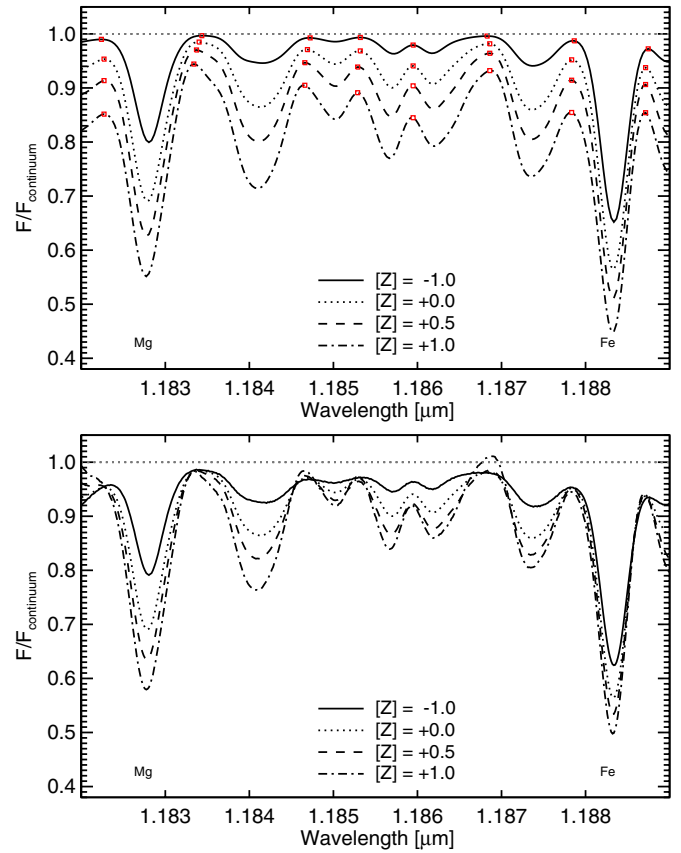 1.0
0.9
0.8
0.7
0.6
0.5
0.4
F/Fcontinuum
[Z] = -1.0
[Z] = +0.0
[Z] = +0.5
[Z] = +1.0
Mg
Fe
1.183 1.184 1.185 1.186 1.187 1.188
Wavelength [μm]
1.0
0.9
0.8
0.7
0.6
0.5
0.4
F/Fcontinuum
[Z] = -1.0
[Z] = +0.0
[Z] = +0.5
[Z] = +1.0
Mg
Fe
1.183 1.184 1.185 1.186 1.187 1.188
Wavelength [μm]